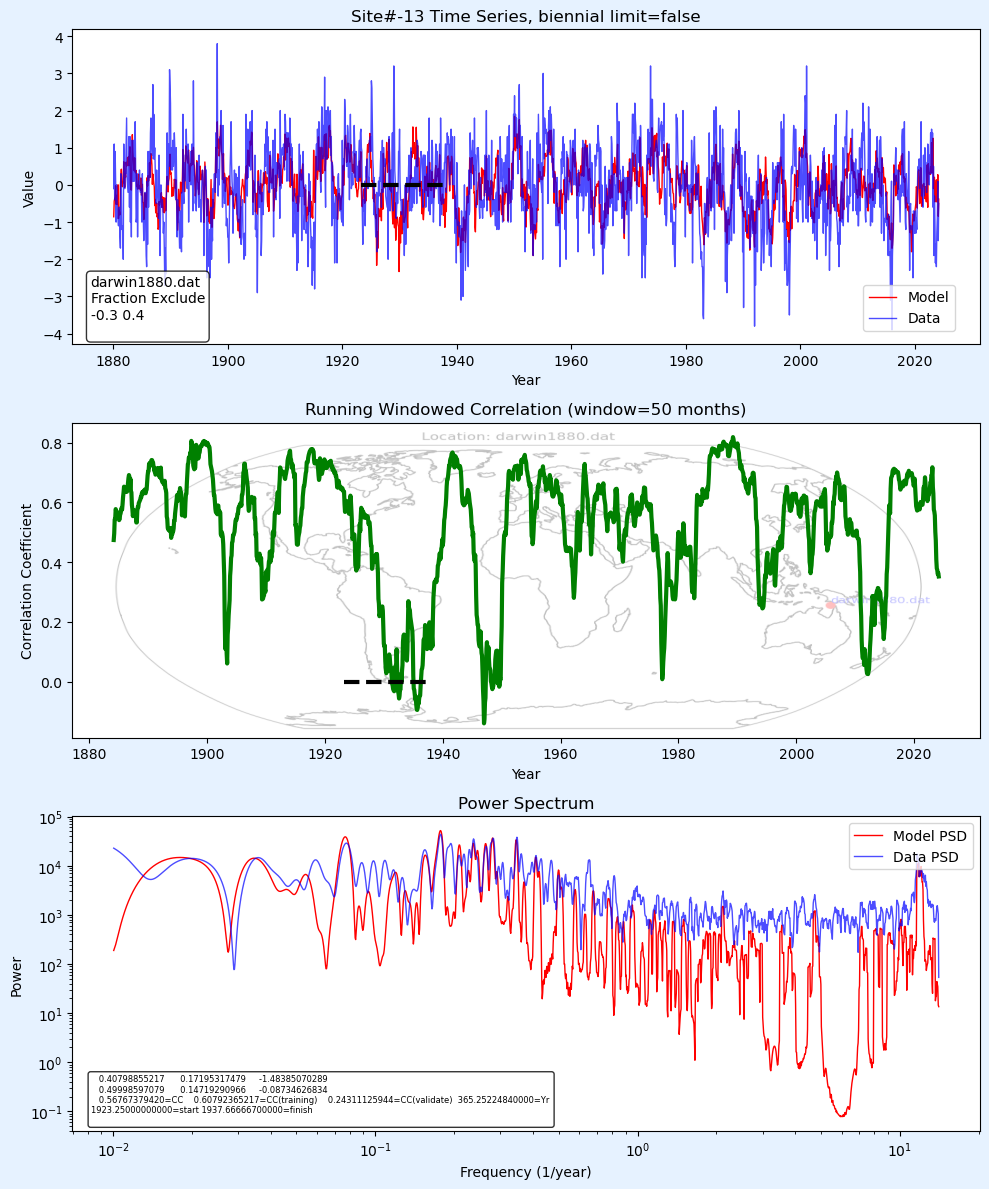 Site#-13 Time Series, biennial limit=false
4
3
2
1
0
−1
−2
−3
−4
Value
darwin1880.dat
Fraction Exclude
-0.3 0.4
Model
Data
1880 1900 1920 1940 1960 1980 2000 2020
Year
Running Windowed Correlation (window=50 months)
Location: darwin1880.dat
0.8
0.6
0.4
0.2
0.0
Correlation Coefficient
darwin1880.dat
1880 1900 1920 1940 1960 1980 2000 2020
Year
Power Spectrum
10^5
10^4
10^3
10^2
10^1
10^0
10^−1
Power
Model PSD
Data PSD
0.40798855217 0.17195317479 -1.48385070289
0.49998597079 0.14719290966 -0.08734626834
0.56767379420=CC 0.60792365217=CC(training) 0.24311125944=CC(validate) 365.25224840000=Yr
1923.25000000000=start 1937.66666700000=finish
10^−2 10^−1 10^0 10^1
Frequency (1/year)